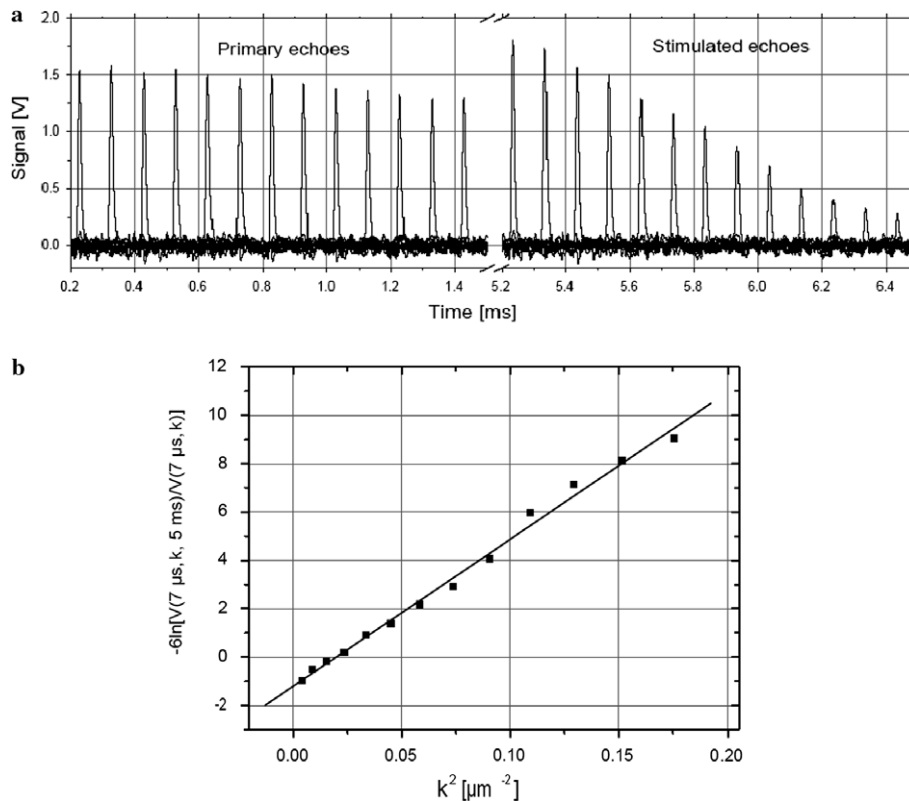 a
2.0
1.5
1.0
0.5
0.0
Signal [V]
Primary echoes
Stimulated echoes
0.2 0.4 0.6 0.8 1.0 1.2 1.4 5.2 5.4 5.6 5.8 6.0 6.2 6.4
Time [ms]
b
12
10
8
6
4
2
0
-2
-6ln[V(7 µs, k, 5 ms)/V(7 µs, k)]
0.00 0.05 0.10 0.15 0.20
k² [µm⁻²]